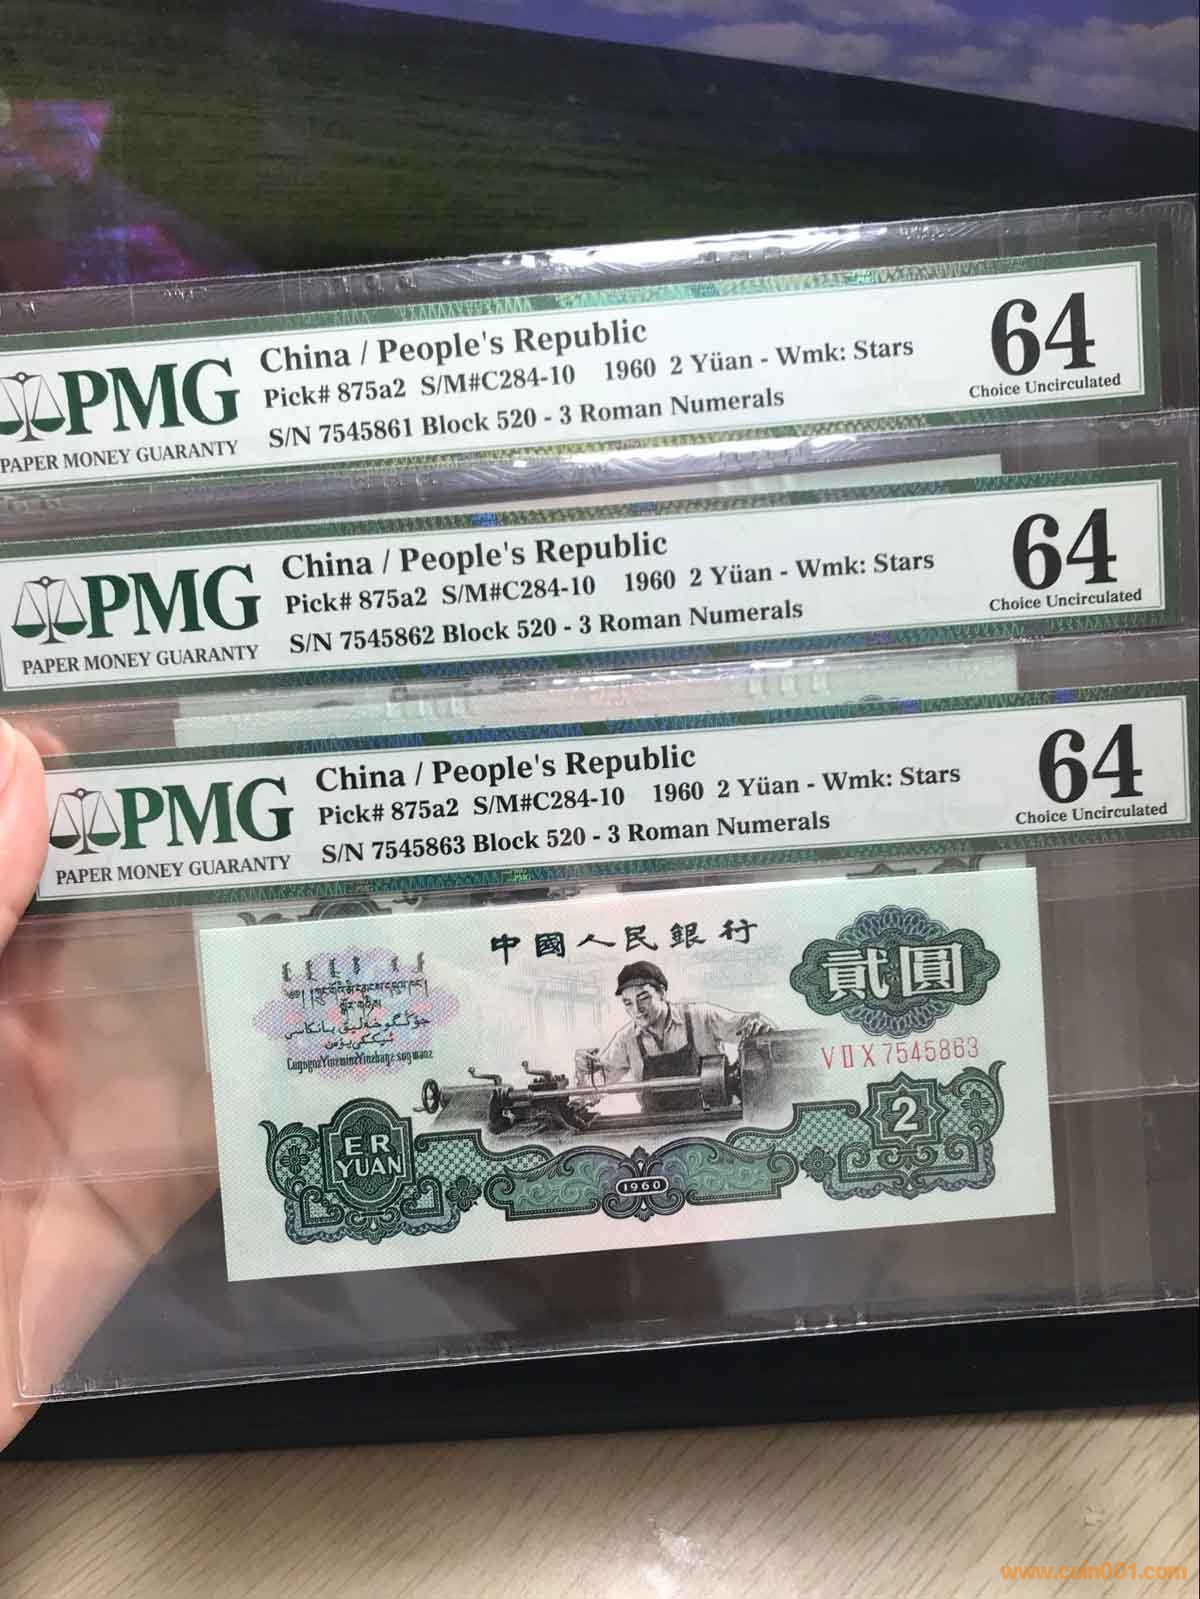 PMG
PAPER MONEY GUARANTY
China / People's Republic
Pick# 875a2 S/M#C284-10 1960 2 Yüan - Wmk: Stars
S/N 7545861 Block 520 - 3 Roman Numerals
64
Choice Uncirculated
PMG
PAPER MONEY GUARANTY
China / People's Republic
Pick# 875a2 S/M#C284-10 1960 2 Yüan - Wmk: Stars
S/N 7545862 Block 520 - 3 Roman Numerals
64
Choice Uncirculated
PMG
PAPER MONEY GUARANTY
China / People's Republic
Pick# 875a2 S/M#C284-10 1960 2 Yüan - Wmk: Stars
S/N 7545863 Block 520 - 3 Roman Numerals
64
Choice Uncirculated
中國人民銀行
貳圓
V II X 7545863
ER
YUAN
1960
2
www.coin001.com